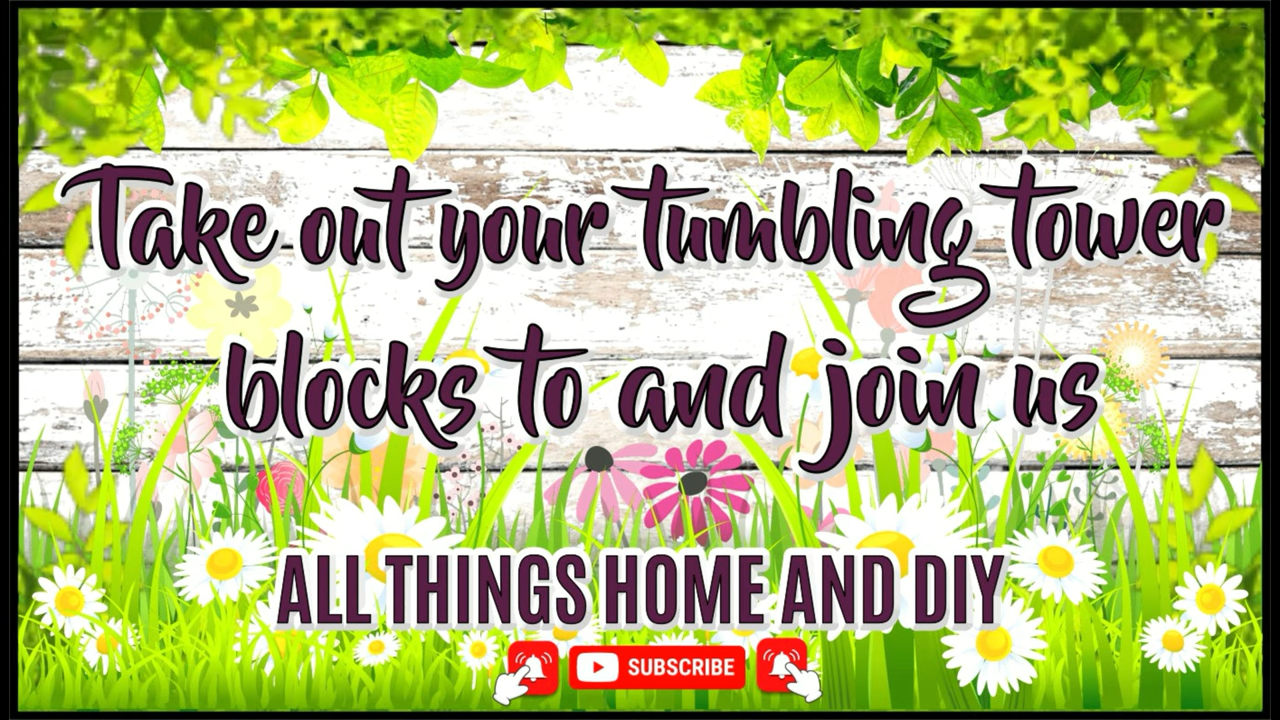 Take out your tumbling tower
blocks to and join us
ALL THINGS HOME AND DIY
SUBSCRIBE